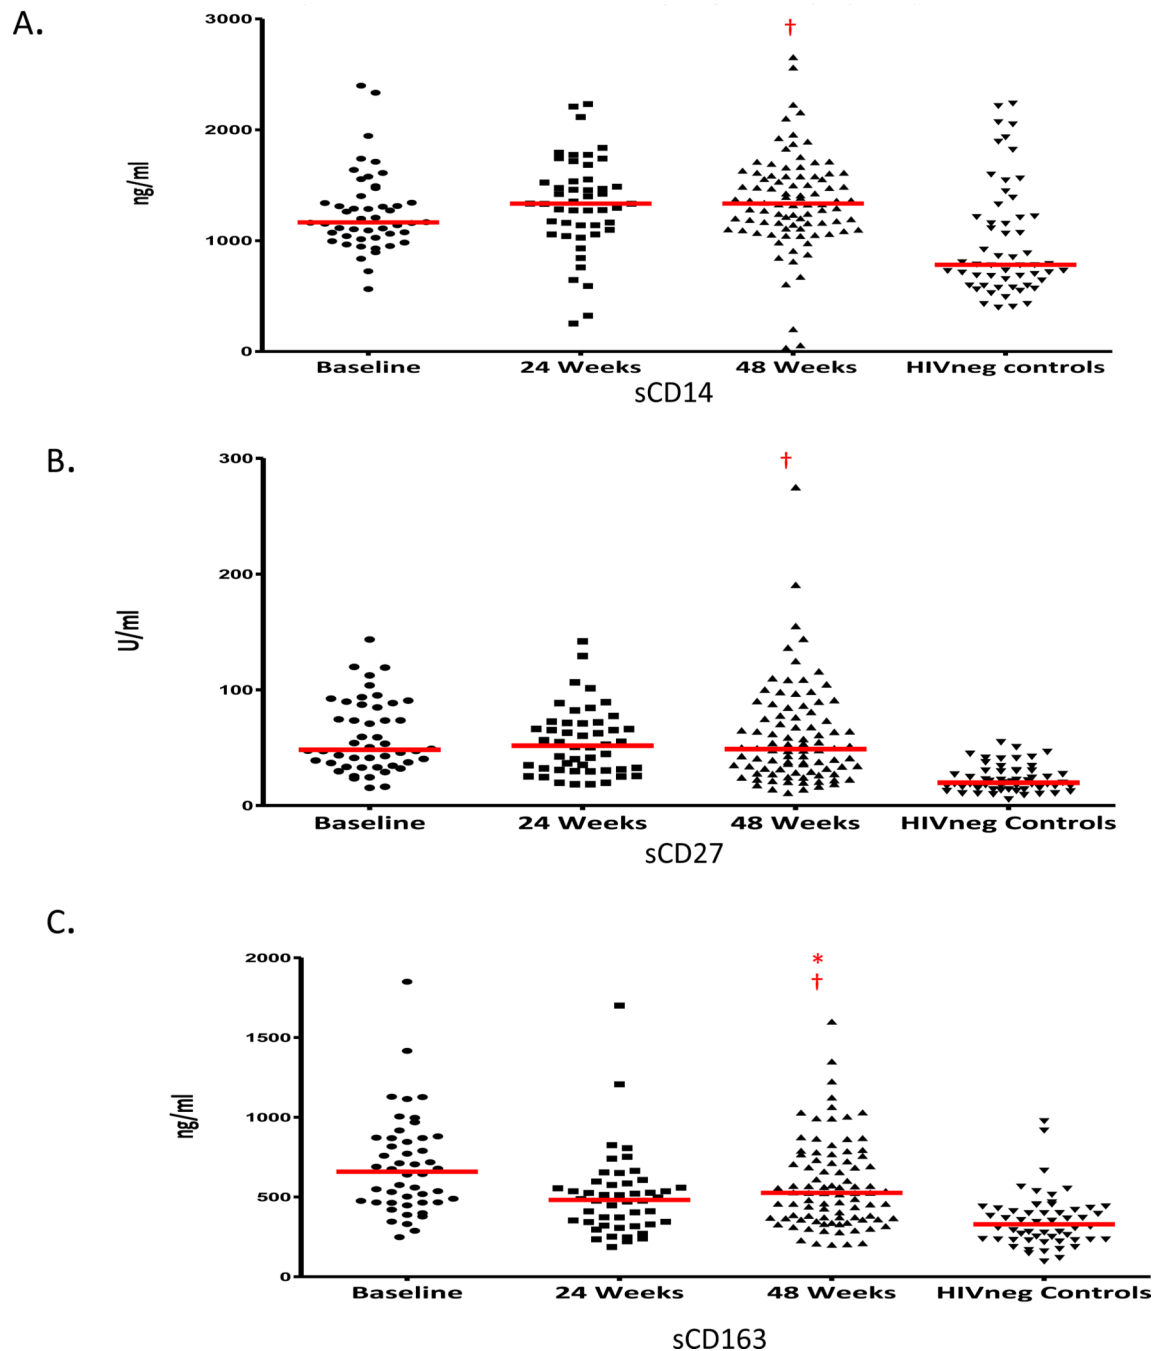 A.
3000
2000
1000
0
ng/ml
†
Baseline 24 Weeks 48 Weeks HIVneg controls
sCD14
B.
300
200
100
0
U/ml
†
Baseline 24 Weeks 48 Weeks HIVneg Controls
sCD27
C.
2000
1500
1000
500
0
ng/ml
*
†
Baseline 24 Weeks 48 Weeks HIVneg Controls
sCD163